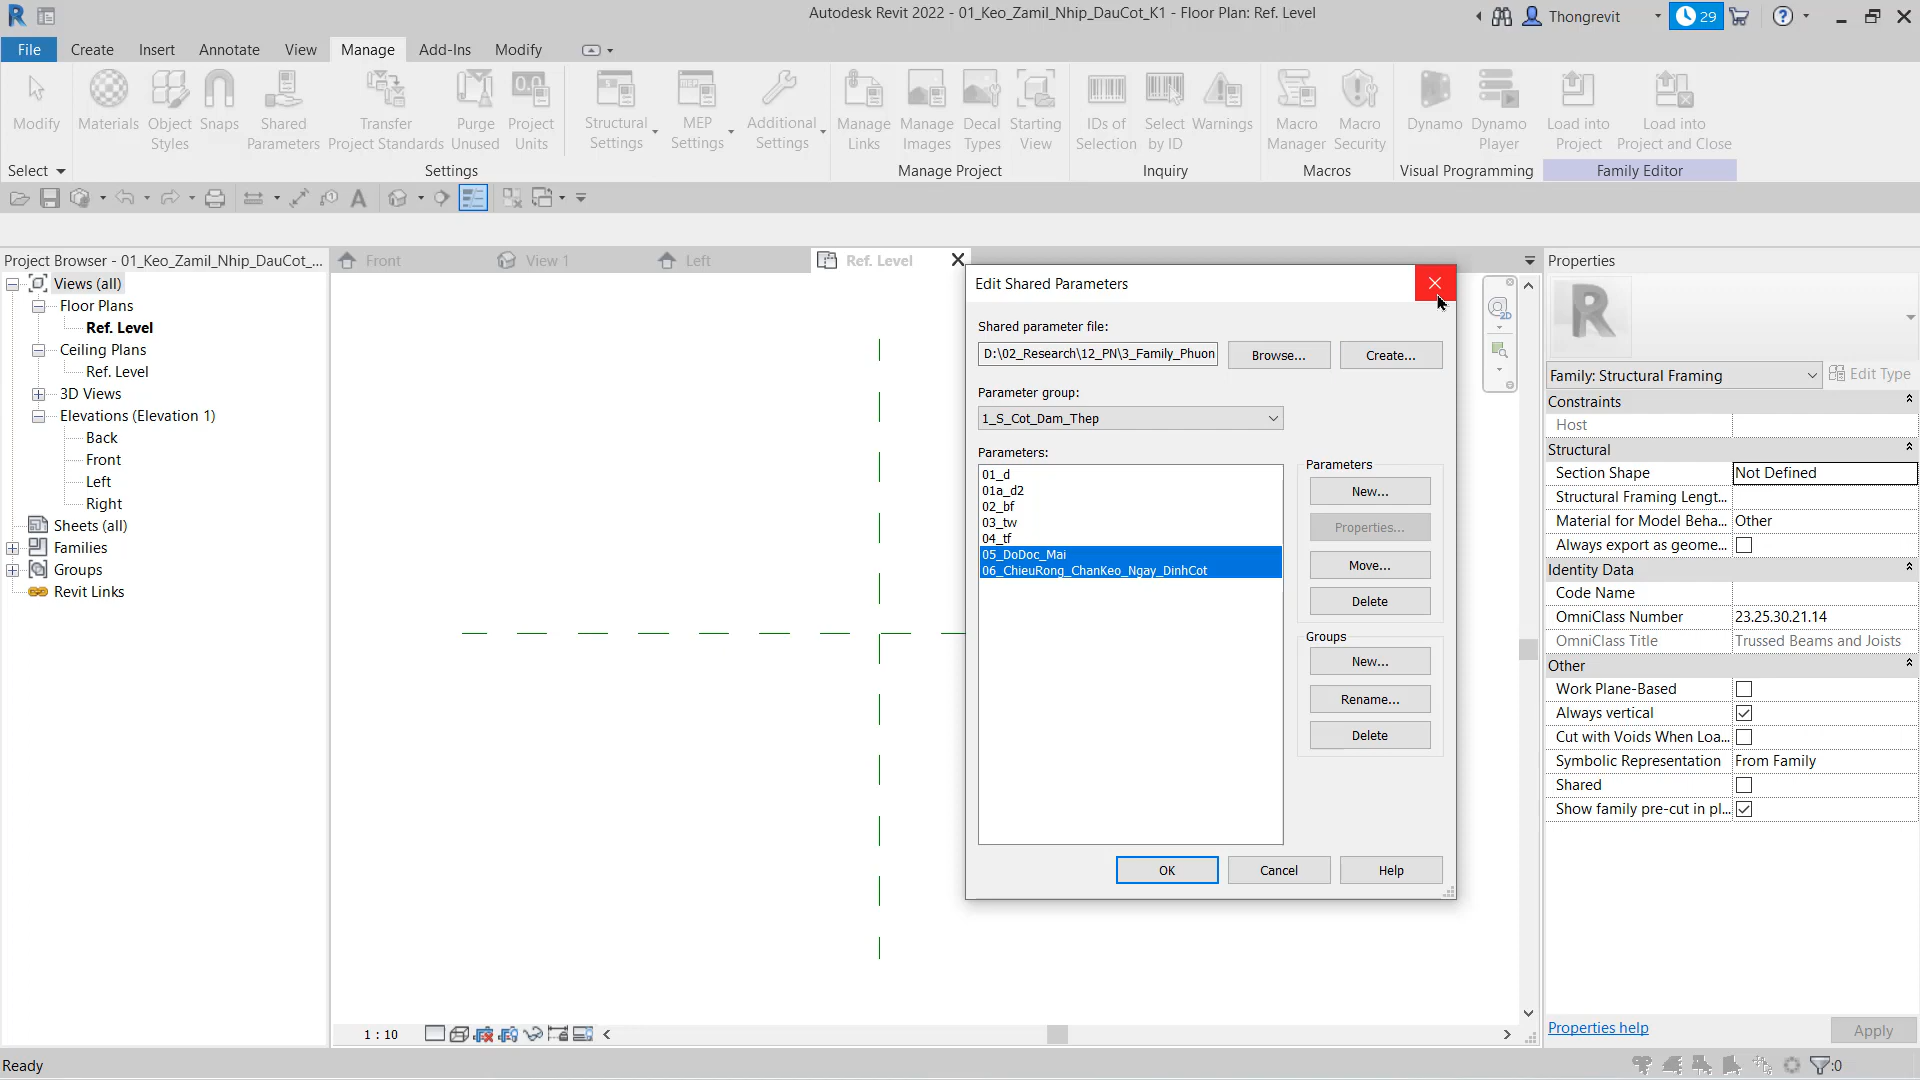 Autodesk Revit 2022 - 01_Keo_Zamil_Nhip_DauCot_K1 - Floor Plan: Ref. Level
Thongrevit
29
File Create Insert Annotate View Manage Add-Ins Modify
Modify
Materials
Object Styles
Snaps
Shared Parameters
Transfer Project Standards
Purge Unused
Project Units
Structural Settings
MEP Settings
Additional Settings
Manage Links
Manage Images
Decal Types
Starting View
IDs of Selection
Select by ID
Warnings
Macro Manager
Macro Security
Dynamo
Dynamo Player
Load into Project
Load into Project and Close
Select
Settings
Manage Project
Inquiry
Macros
Visual Programming
Family Editor
Project Browser - 01_Keo_Zamil_Nhip_DauCot_...
Views (all)
Floor Plans
Ref. Level
Ceiling Plans
Ref. Level
3D Views
Elevations (Elevation 1)
Back
Front
Left
Right
Sheets (all)
Families
Groups
Revit Links
Front
View 1
Left
Ref. Level
2D
Edit Shared Parameters
Shared parameter file:
D:\02_Research\12_PN\3_Family_Phuon
Browse...
Create...
Parameter group:
1_S_Cot_Dam_Thep
Parameters:
01_d
01a_d2
02_bf
03_tw
04_tf
05_DoDoc_Mai
06_ChieuRong_ChanKeo_Ngay_DinhCot
Parameters
New...
Properties...
Move...
Delete
Groups
New...
Rename...
Delete
OK
Cancel
Help
Properties
Family: Structural Framing
Edit Type
Constraints
Host
Structural
Section Shape Not Defined
Structural Framing Lengt...
Material for Model Beha... Other
Always export as geome...
Identity Data
Code Name
OmniClass Number 23.25.30.21.14
OmniClass Title Trussed Beams and Joists
Other
Work Plane-Based
Always vertical
Cut with Voids When Loa...
Symbolic Representation From Family
Shared
Show family pre-cut in pl...
Properties help
Apply
1 : 10
Ready
:0